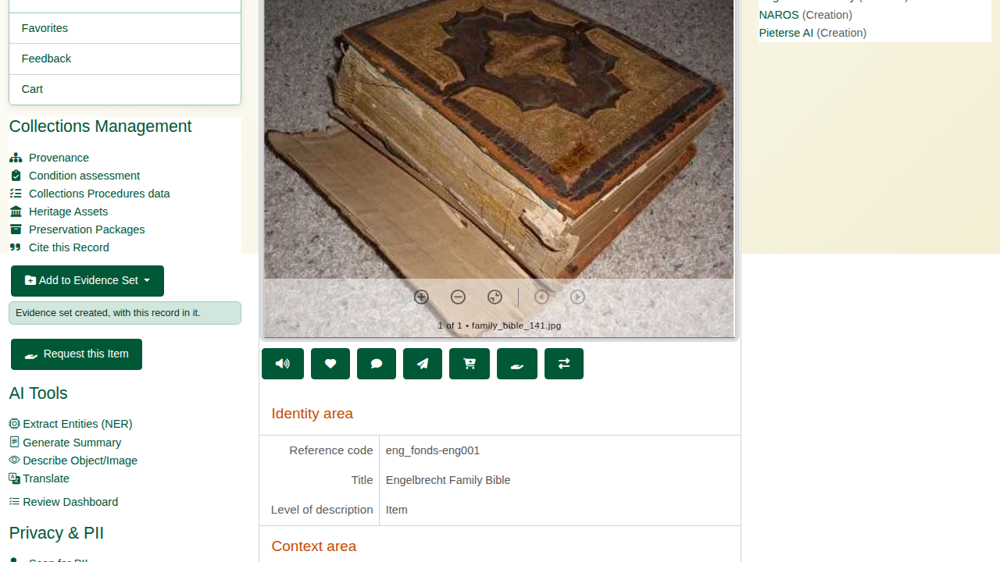 Favorites
Feedback
Cart
Collections Management
Provenance
Condition assessment
Collections Procedures data
Heritage Assets
Preservation Packages
Cite this Record
Add to Evidence Set
Evidence set created, with this record in it.
Request this Item
AI Tools
Extract Entities (NER)
Generate Summary
Describe Object/Image
Translate
Review Dashboard
Privacy & PII
1 of 1 • family_bible_141.jpg
Identity area
Reference code eng_fonds-eng001
Title Engelbrecht Family Bible
Level of description Item
Context area
NAROS (Creation)
Pieterse AI (Creation)